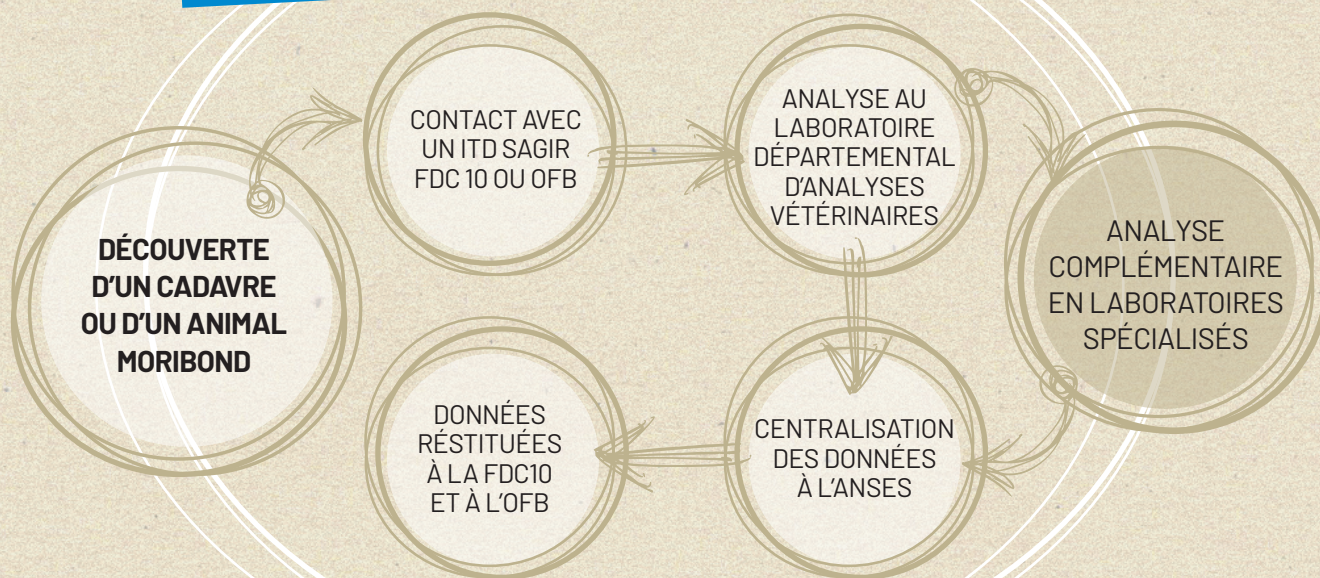 DÉCOUVERTE
D'UN CADAVRE
OU D'UN ANIMAL
MORIBOND
CONTACT AVEC
UN ITD SAGIR
FDC 10 OU OFB
ANALYSE AU
LABORATOIRE
DÉPARTEMENTAL
D'ANALYSES
VÉTÉRINAIRES
ANALYSE
COMPLÉMENTAIRE
EN LABORATOIRES
SPÉCIALISÉS
CENTRALISATION
DES DONNÉES
À L'ANSES
DONNÉES
RÉSTITUÉES
À LA FDC10
ET À L'OFB